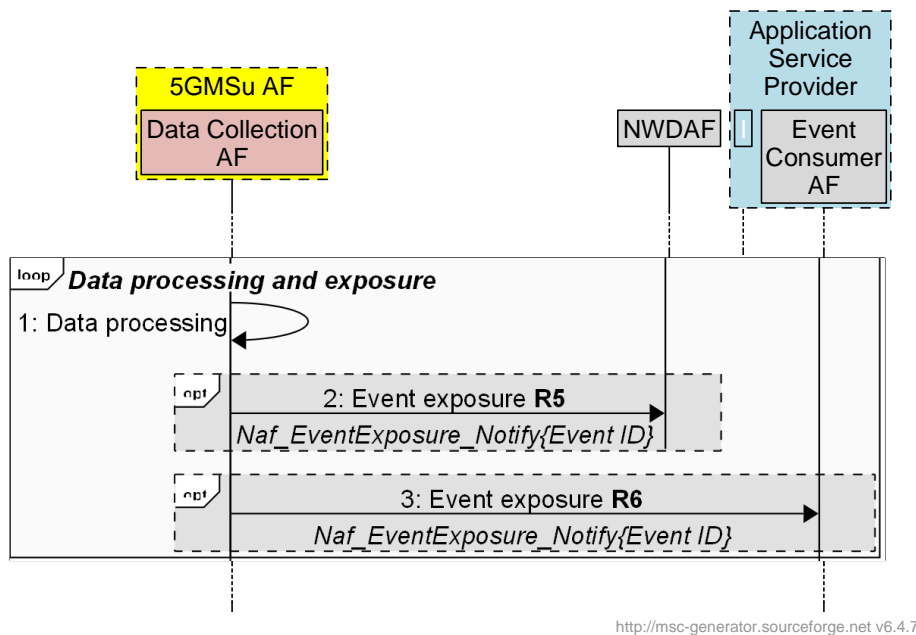 Application
Service
Provider
5GMSu AF
Data Collection
AF
NWDAF
Event
Consumer
AF
loop
Data processing and exposure
1: Data processing
opt
2: Event exposure R5
Naf_EventExposure_Notify{Event ID}
opt
3: Event exposure R6
Naf_EventExposure_Notify{Event ID}
http://msc-generator.sourceforge.net v6.4.7